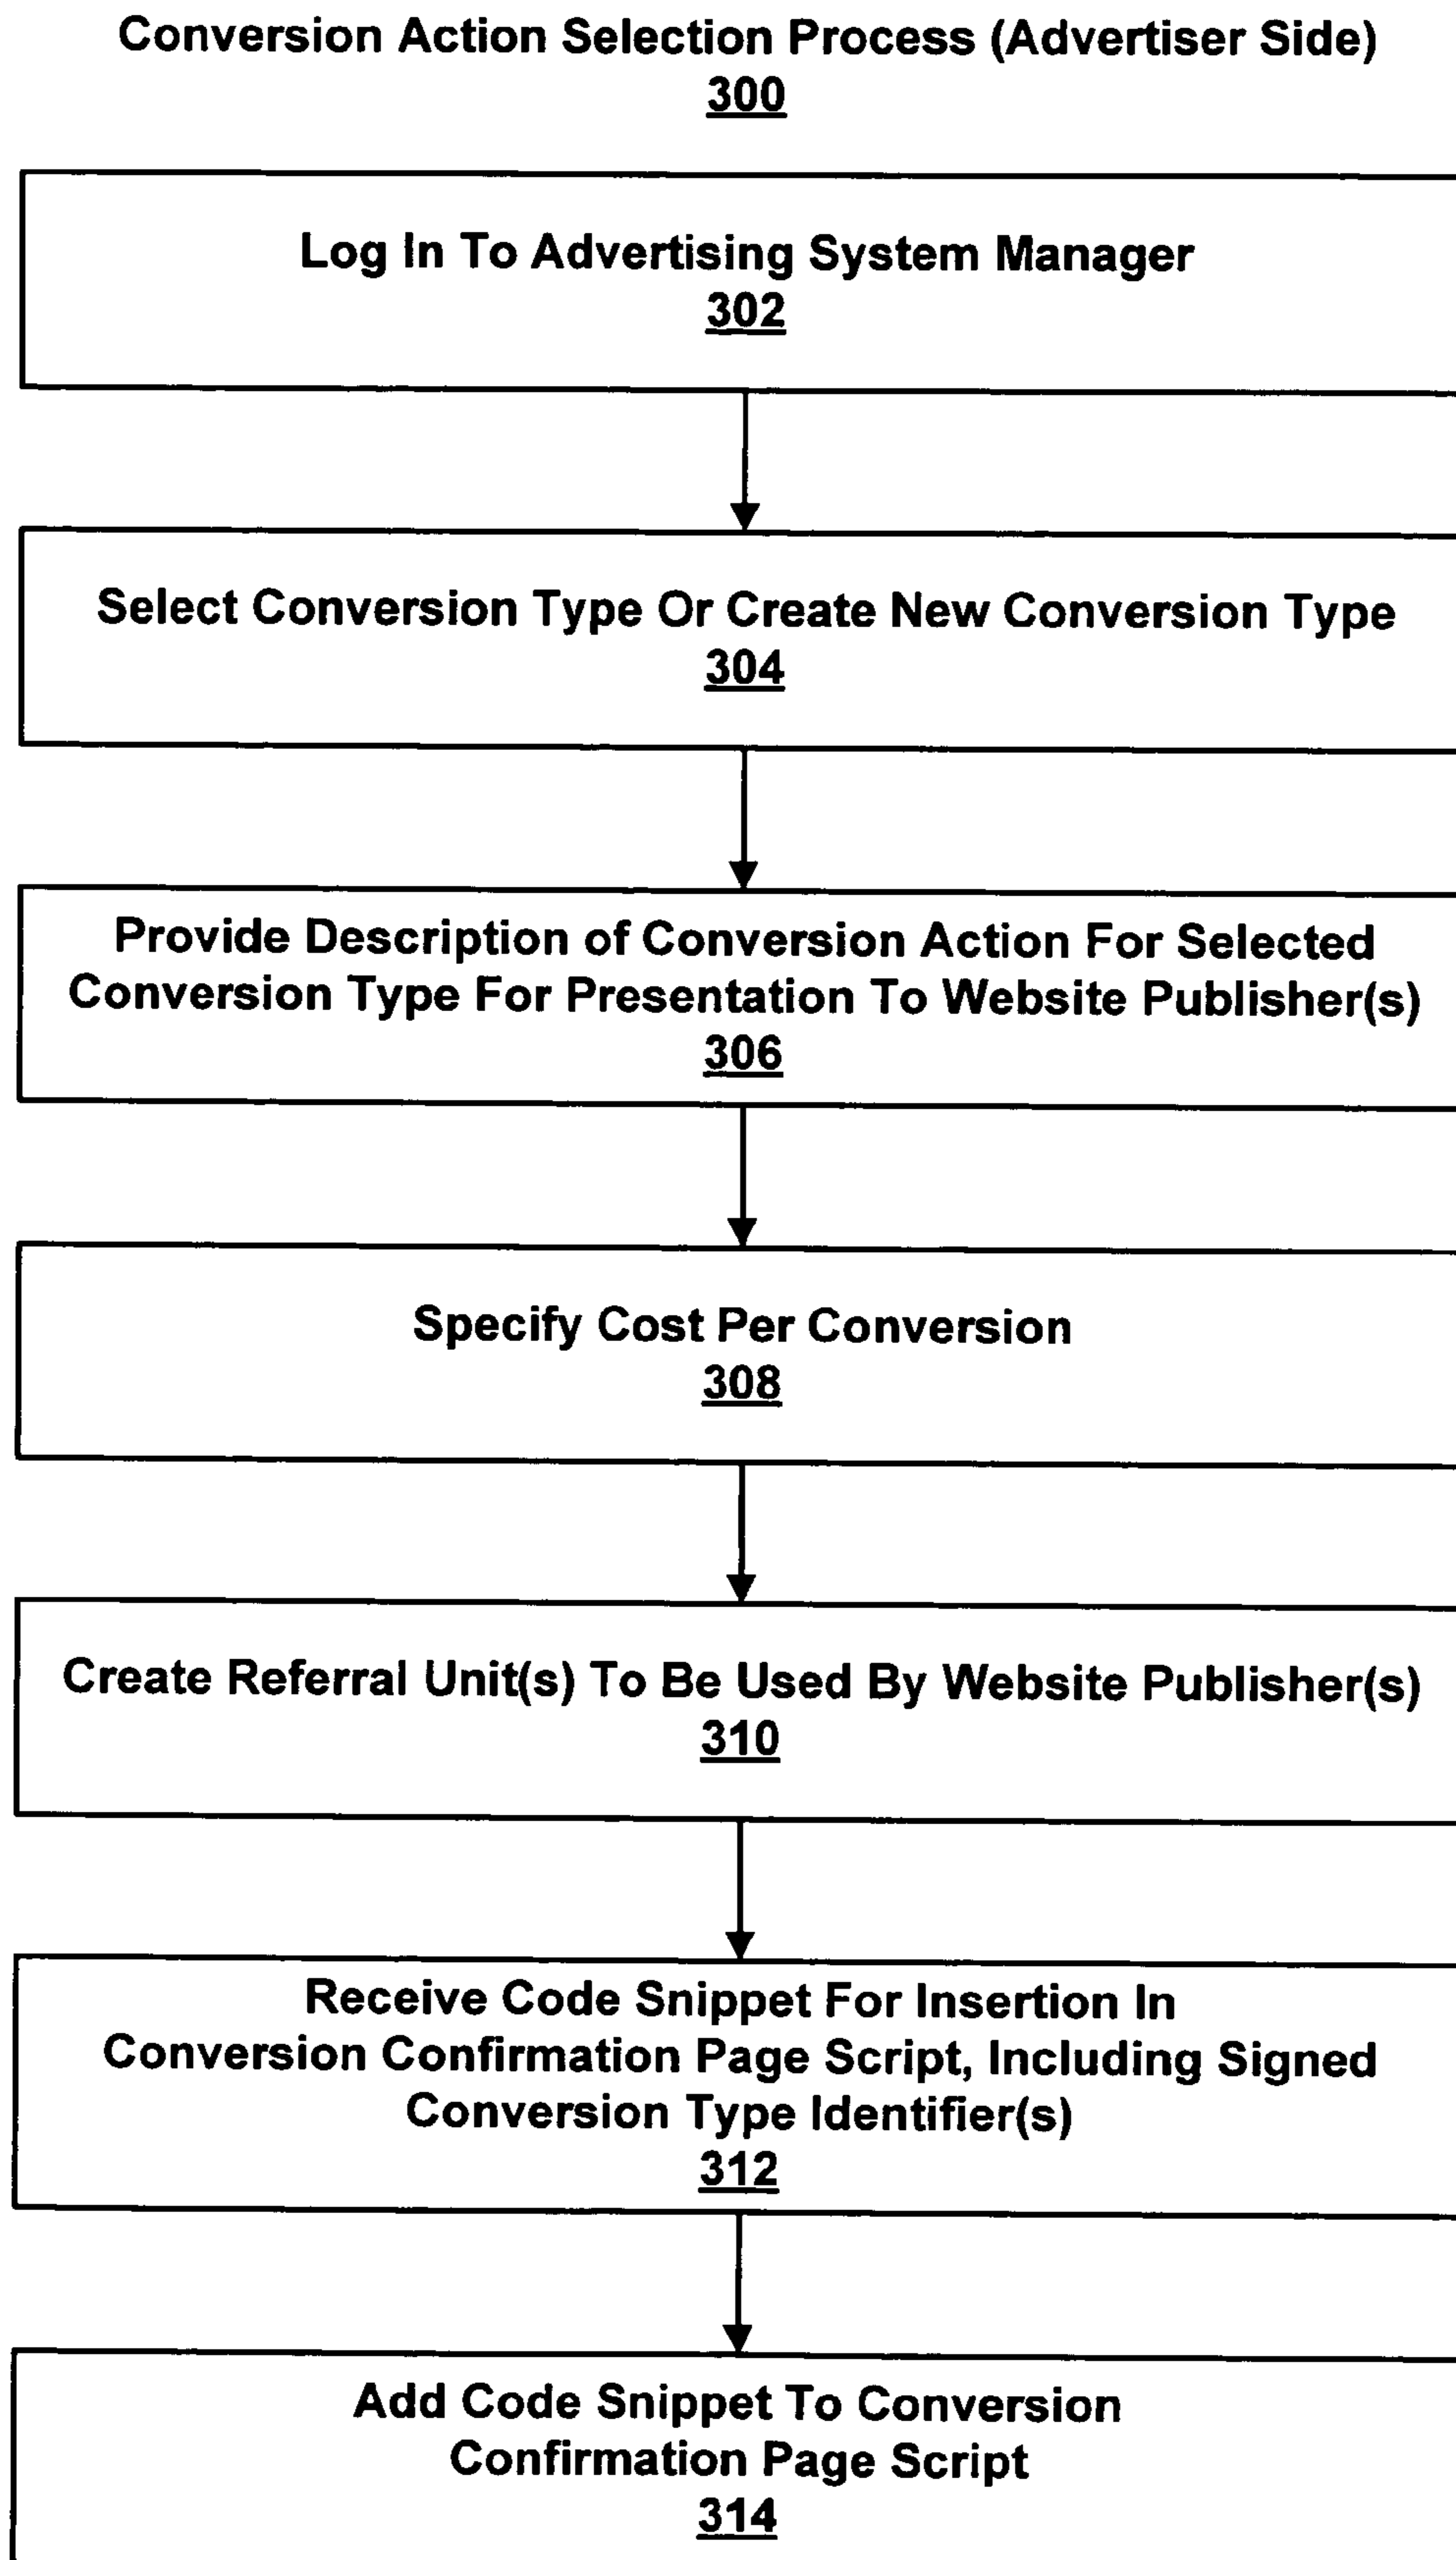 Conversion Action Selection Process (Advertiser Side)
300
Log In To Advertising System Manager
302
Select Conversion Type Or Create New Conversion Type
304
Provide Description of Conversion Action For Selected
Conversion Type For Presentation To Website Publisher(s)
306
Specify Cost Per Conversion
308
Create Referral Unit(s) To Be Used By Website Publisher(s)
310
Receive Code Snippet For Insertion In
Conversion Confirmation Page Script, Including Signed
Conversion Type Identifier(s)
312
Add Code Snippet To Conversion
Confirmation Page Script
314